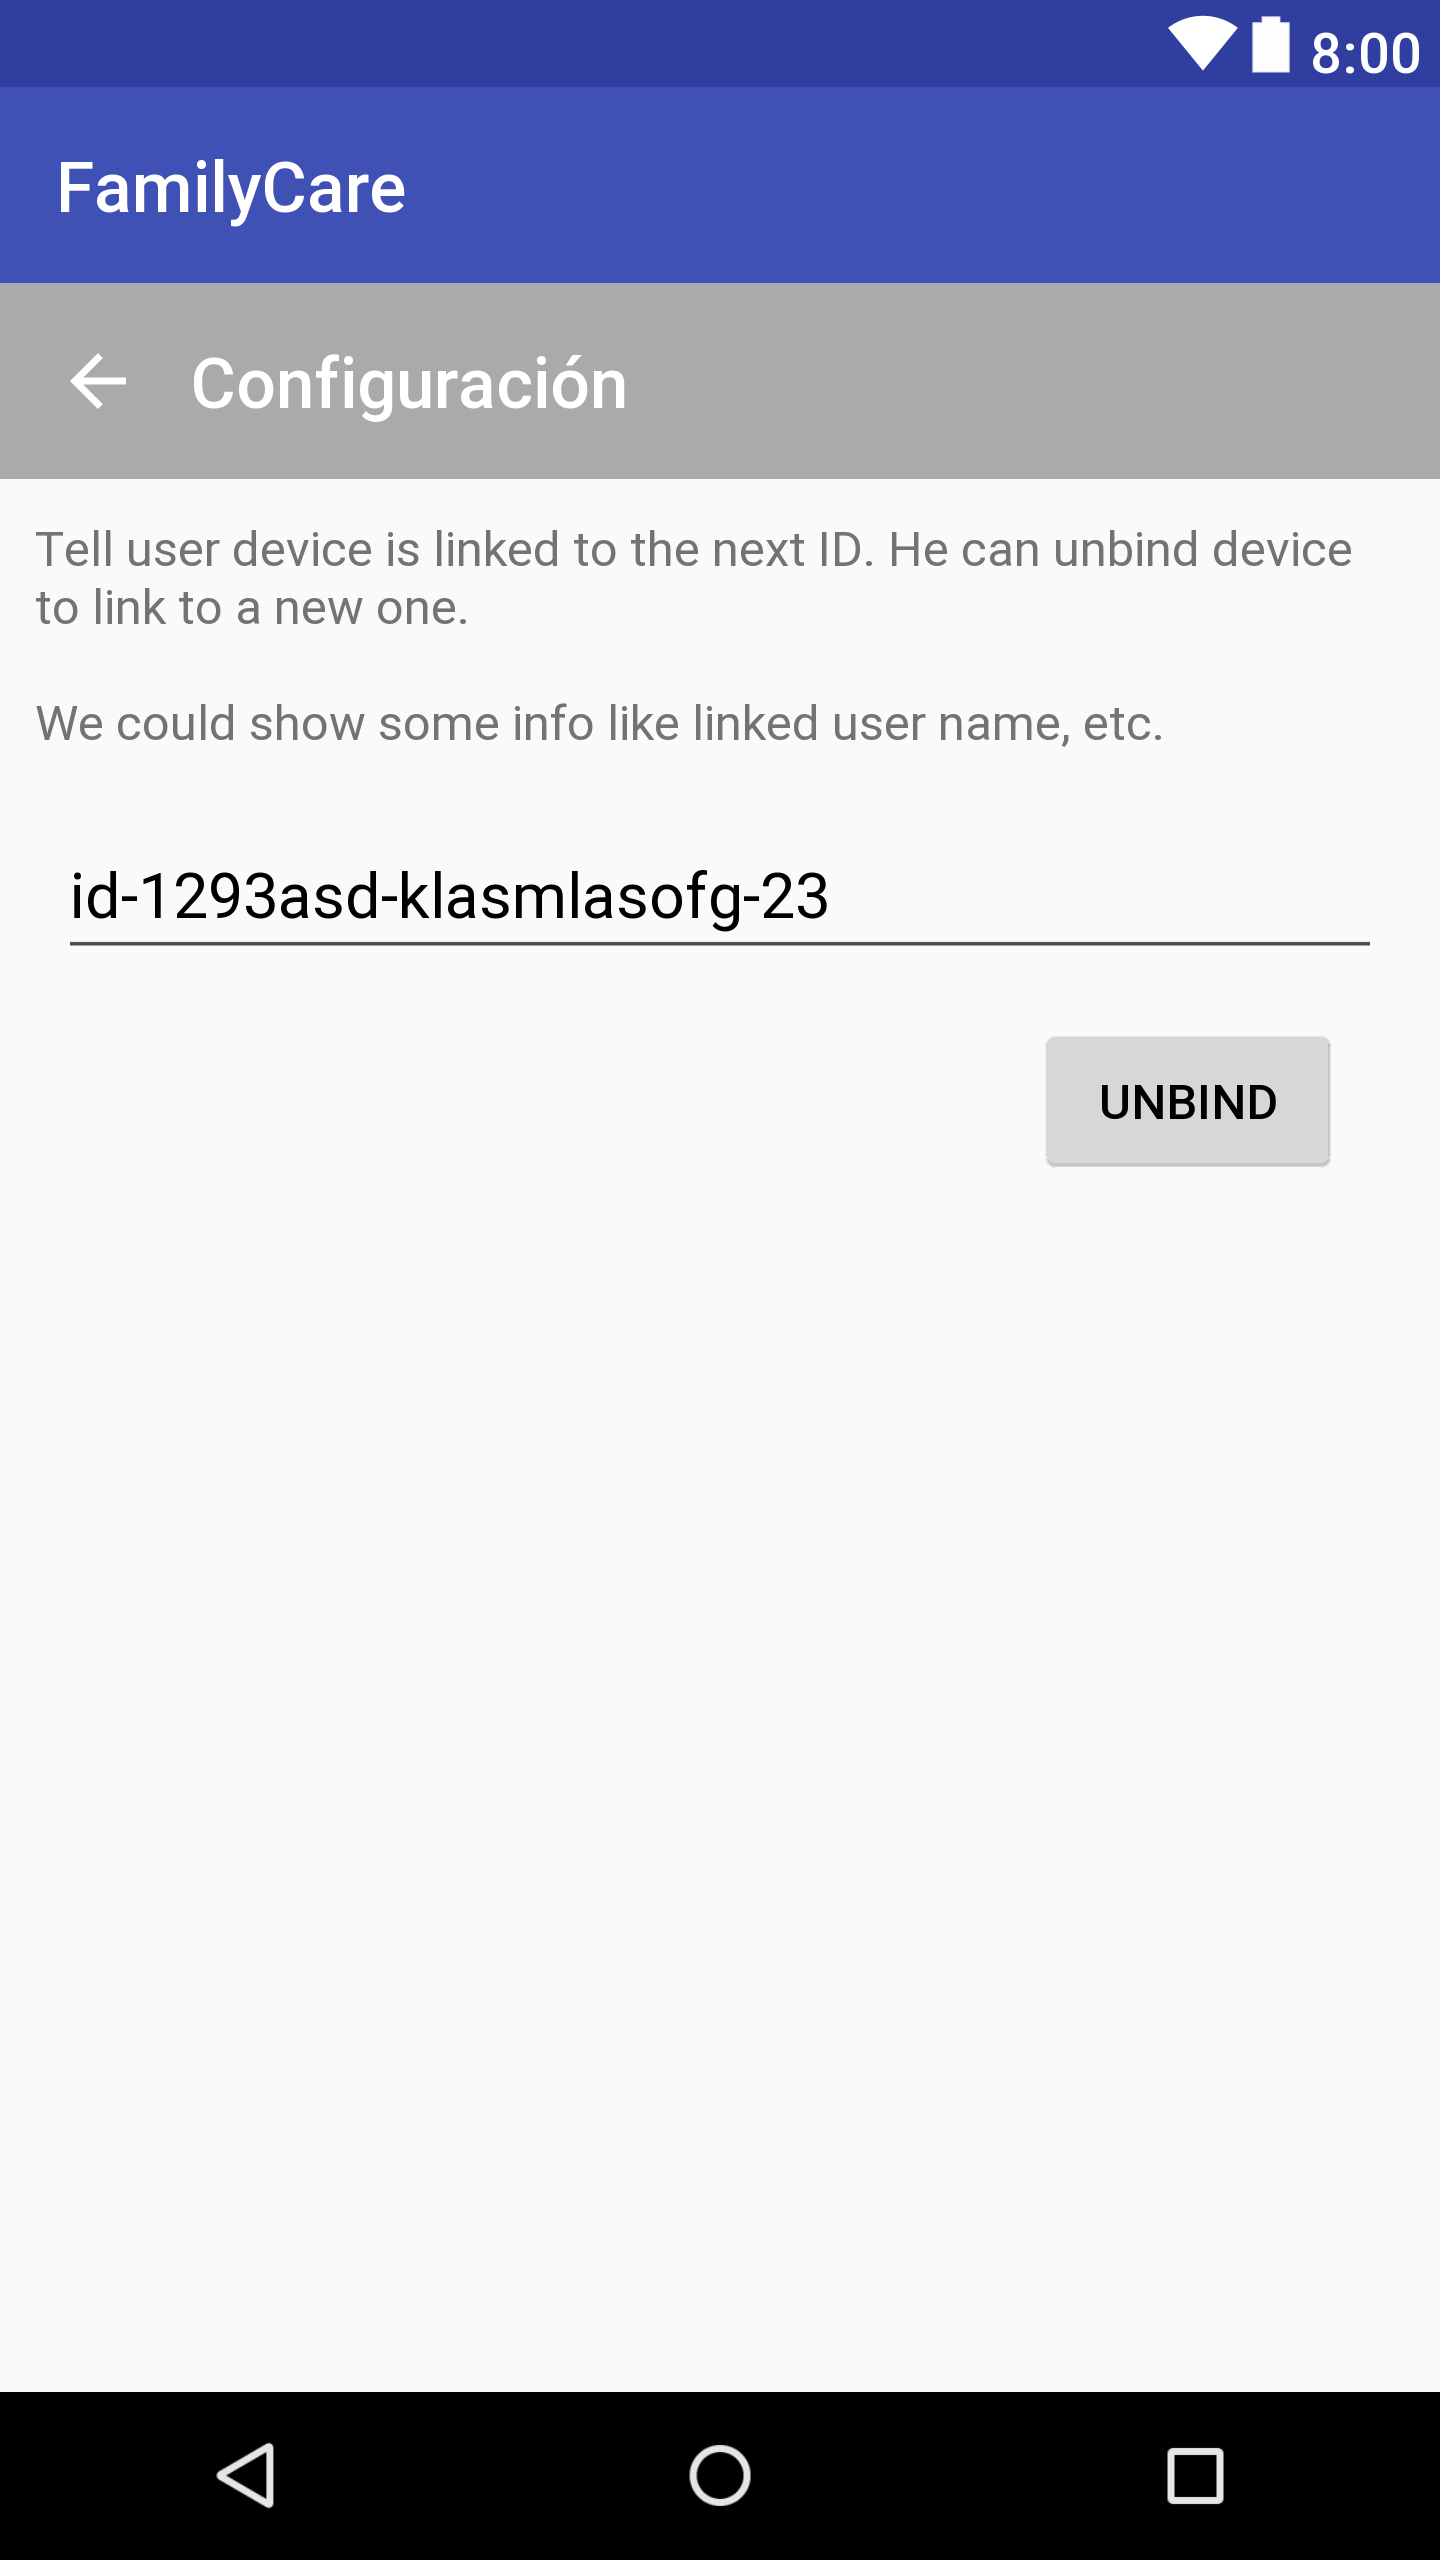 8:00
FamilyCare
Configuración
Tell user device is linked to the next ID. He can unbind device
to link to a new one.
We could show some info like linked user name, etc.
id-1293asd-klasmlasofg-23
UNBIND